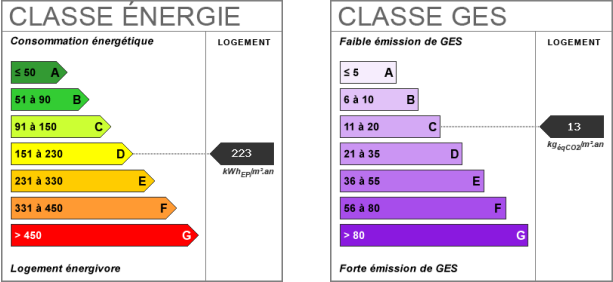 CLASSE ÉNERGIE
Consommation énergétique
LOGEMENT
≤ 50 A
51 à 90 B
91 à 150 C
151 à 230 D
223
kWhEP/m².an
231 à 330 E
331 à 450 F
> 450 G
Logement énergivore
CLASSE GES
Faible émission de GES
LOGEMENT
≤ 5 A
6 à 10 B
11 à 20 C
13
kgéqCO2/m².an
21 à 35 D
36 à 55 E
56 à 80 F
> 80 G
Forte émission de GES